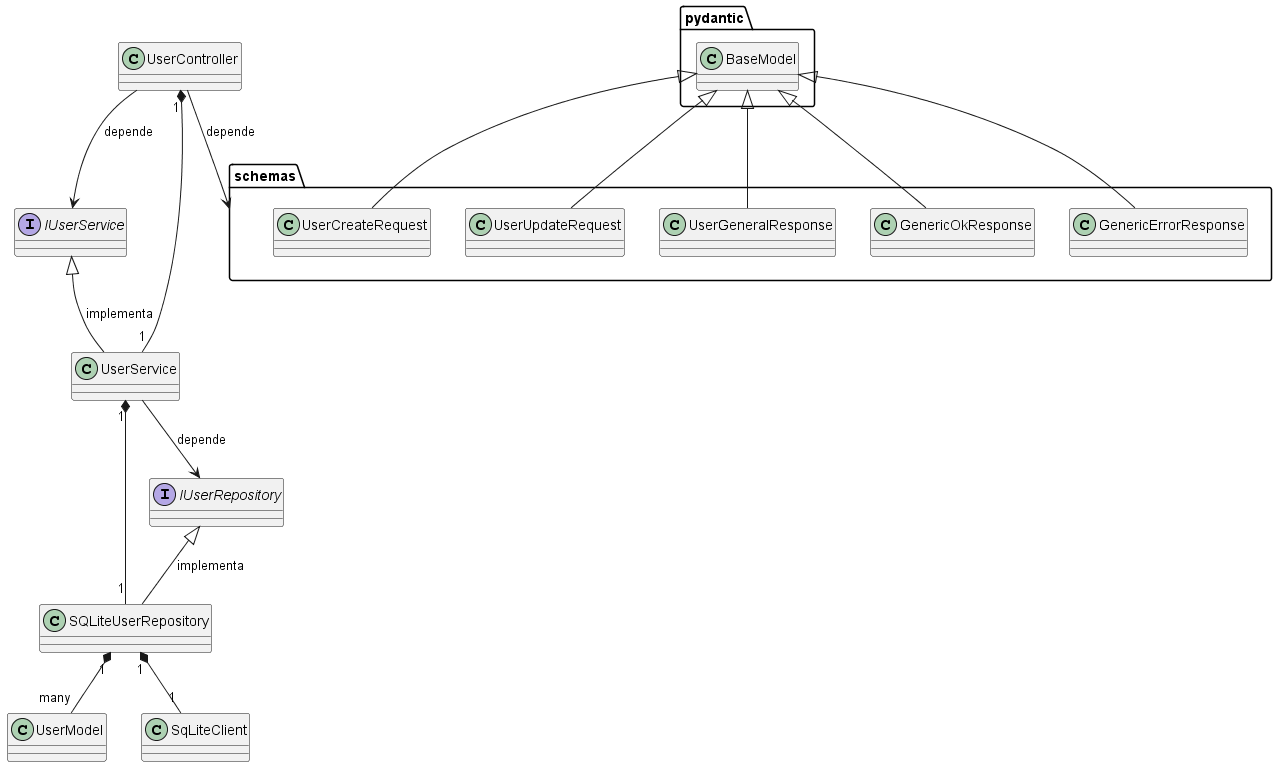 pydantic
C UserController
C BaseModel
1
depende
depende
schemas
I IUserService
C UserCreateRequest
C UserUpdateRequest
C UserGeneralResponse
C GenericOkResponse
C GenericErrorResponse
implementa
1
C UserService
1
depende
I IUserRepository
implementa
1
C SQLiteUserRepository
1
1
many
1
C UserModel
C SqLiteClient